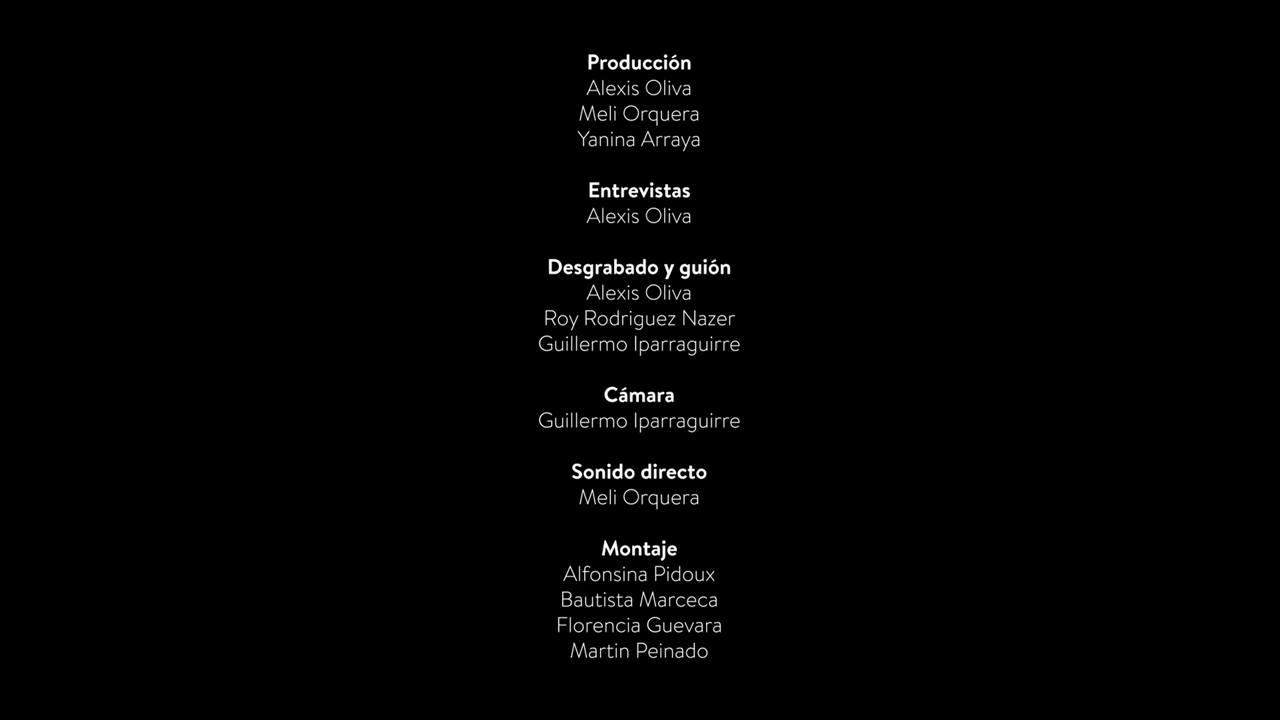 Producción
Alexis Oliva
Meli Orquera
Yanina Arraya
Entrevistas
Alexis Oliva
Desgrabado y guión
Alexis Oliva
Roy Rodriguez Nazer
Guillermo Iparraguirre
Cámara
Guillermo Iparraguirre
Sonido directo
Meli Orquera
Montaje
Alfonsina Pidoux
Bautista Marceca
Florencia Guevara
Martin Peinado